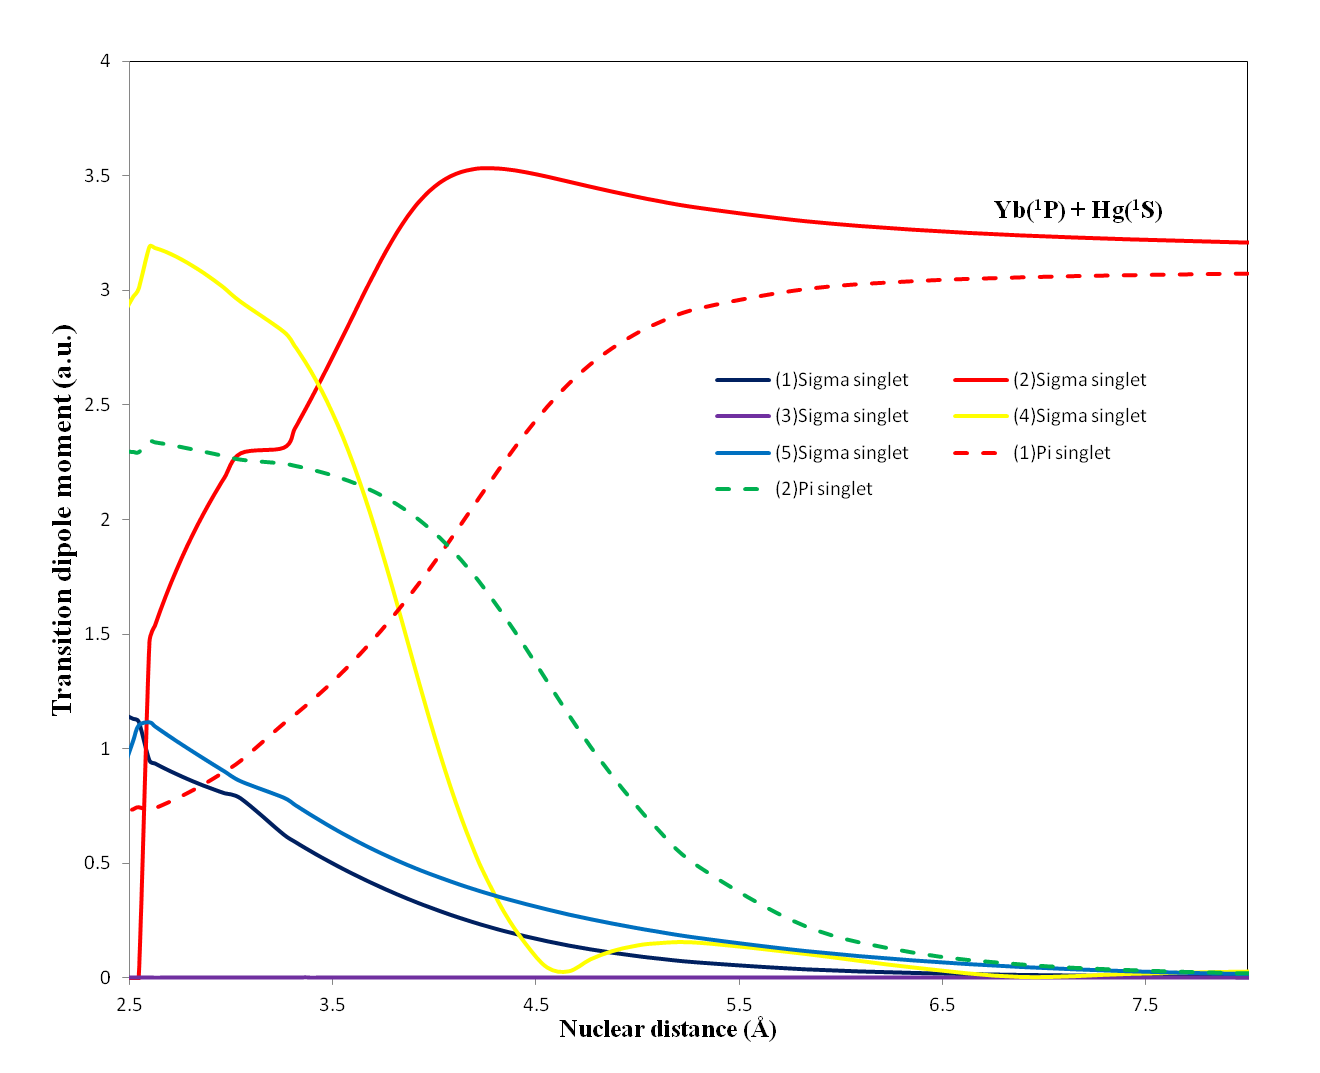 4
3.5
3
2.5
2
1.5
1
0.5
0
Transition dipole moment (a.u.)
Yb(¹P) + Hg(¹S)
(1)Sigma singlet
(2)Sigma singlet
(3)Sigma singlet
(4)Sigma singlet
(5)Sigma singlet
(1)Pi singlet
(2)Pi singlet
2.5 3.5 4.5 5.5 6.5 7.5
Nuclear distance (Å)